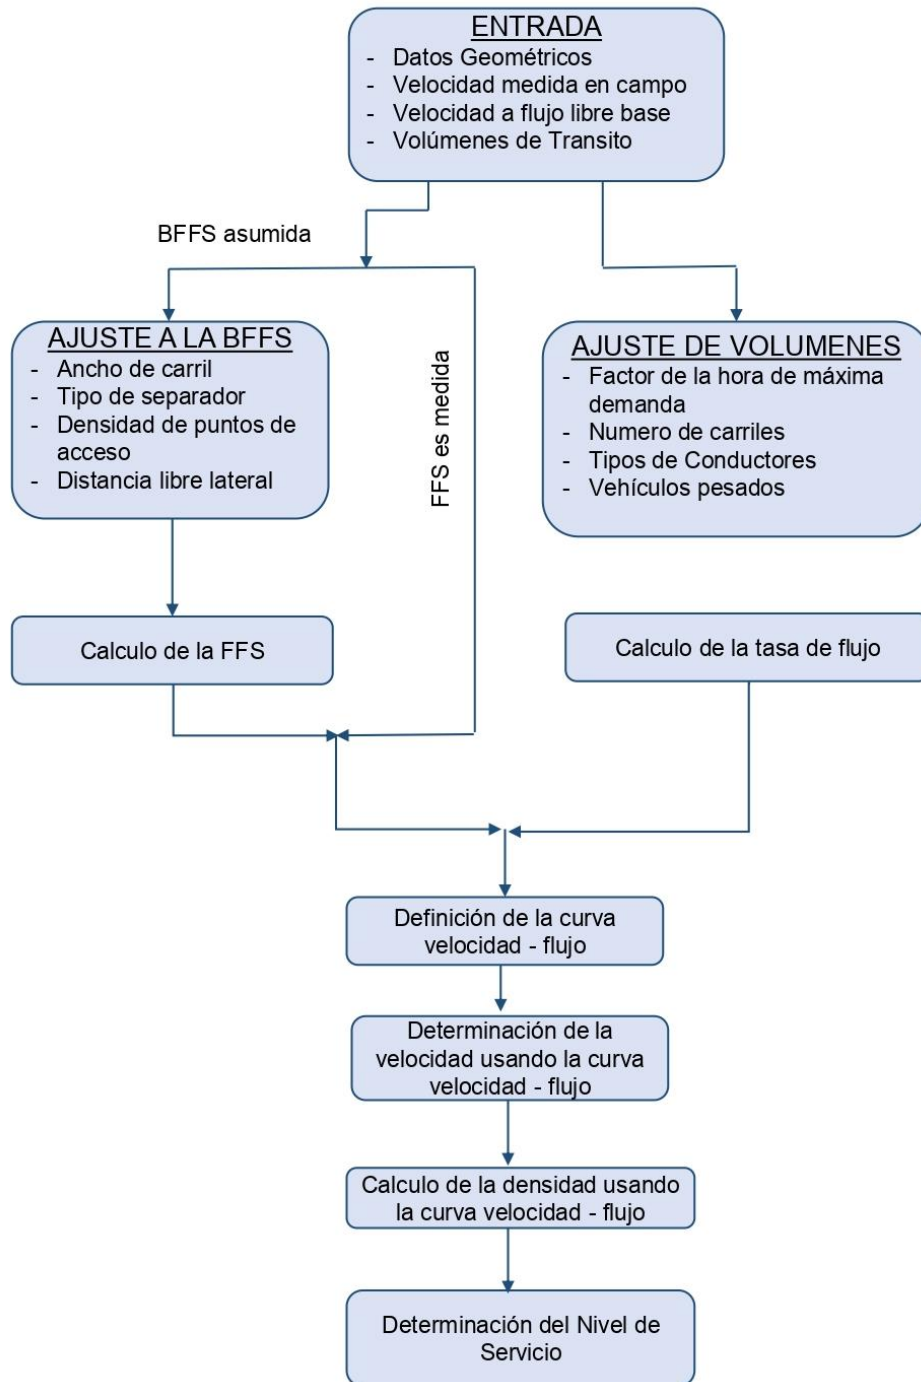 ENTRADA
- Datos Geométricos
- Velocidad medida en campo
- Velocidad a flujo libre base
- Volúmenes de Transito
BFFS asumida
AJUSTE A LA BFFS
- Ancho de carril
- Tipo de separador
- Densidad de puntos de
acceso
- Distancia libre lateral
FFS es medida
AJUSTE DE VOLUMENES
- Factor de la hora de máxima
demanda
- Numero de carriles
- Tipos de Conductores
- Vehículos pesados
Calculo de la FFS
Calculo de la tasa de flujo
Definición de la curva
velocidad - flujo
Determinación de la
velocidad usando la curva
velocidad - flujo
Calculo de la densidad usando
la curva velocidad - flujo
Determinación del Nivel de
Servicio